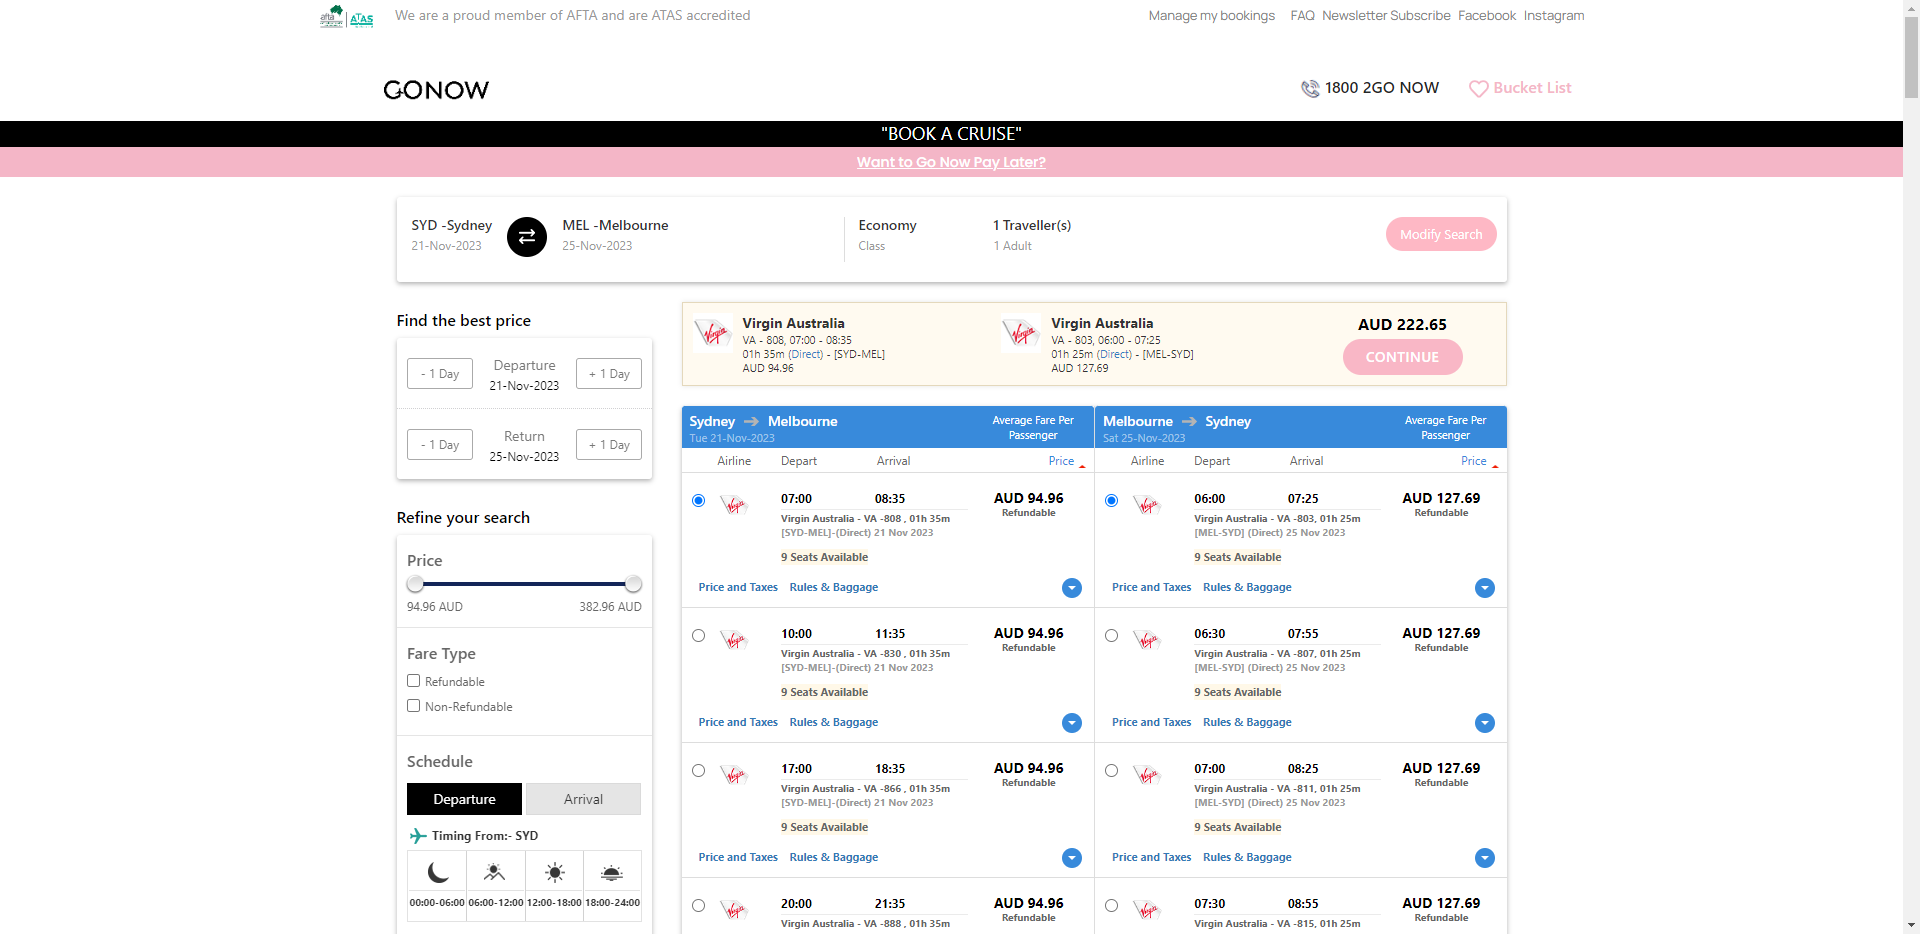 afta
ATAS
We are a proud member of AFTA and are ATAS accredited
Manage my bookings FAQ Newsletter Subscribe Facebook Instagram
GONOW
1800 2GO NOW
Bucket List
"BOOK A CRUISE"
Want to Go Now Pay Later?
SYD -Sydney
21-Nov-2023
MEL -Melbourne
25-Nov-2023
Economy
Class
1 Traveller(s)
1 Adult
Modify Search
Find the best price
- 1 Day
Departure
21-Nov-2023
+ 1 Day
- 1 Day
Return
25-Nov-2023
+ 1 Day
Refine your search
Price
94.96 AUD
382.96 AUD
Fare Type
Refundable
Non-Refundable
Schedule
Departure
Arrival
Timing From:- SYD
00:00-06:00 06:00-12:00 12:00-18:00 18:00-24:00
Virgin
Virgin Australia
VA - 808, 07:00 - 08:35
01h 35m (Direct) - [SYD-MEL]
AUD 94.96
Virgin
Virgin Australia
VA - 803, 06:00 - 07:25
01h 25m (Direct) - [MEL-SYD]
AUD 127.69
AUD 222.65
CONTINUE
Sydney Melbourne
Tue 21-Nov-2023
Average Fare Per
Passenger
Airline Depart Arrival Price
Virgin
07:00 08:35
AUD 94.96
Refundable
Virgin Australia - VA -808 , 01h 35m
[SYD-MEL]-(Direct) 21 Nov 2023
9 Seats Available
Price and Taxes Rules & Baggage
Virgin
10:00 11:35
AUD 94.96
Refundable
Virgin Australia - VA -830 , 01h 35m
[SYD-MEL]-(Direct) 21 Nov 2023
9 Seats Available
Price and Taxes Rules & Baggage
Virgin
17:00 18:35
AUD 94.96
Refundable
Virgin Australia - VA -866 , 01h 35m
[SYD-MEL]-(Direct) 21 Nov 2023
9 Seats Available
Price and Taxes Rules & Baggage
Virgin
20:00 21:35
AUD 94.96
Refundable
Virgin Australia - VA -888 , 01h 35m
Melbourne Sydney
Sat 25-Nov-2023
Average Fare Per
Passenger
Airline Depart Arrival Price
Virgin
06:00 07:25
AUD 127.69
Refundable
Virgin Australia - VA -803, 01h 25m
[MEL-SYD] (Direct) 25 Nov 2023
9 Seats Available
Price and Taxes Rules & Baggage
Virgin
06:30 07:55
AUD 127.69
Refundable
Virgin Australia - VA -807, 01h 25m
[MEL-SYD] (Direct) 25 Nov 2023
9 Seats Available
Price and Taxes Rules & Baggage
Virgin
07:00 08:25
AUD 127.69
Refundable
Virgin Australia - VA -811, 01h 25m
[MEL-SYD] (Direct) 25 Nov 2023
9 Seats Available
Price and Taxes Rules & Baggage
Virgin
07:30 08:55
AUD 127.69
Refundable
Virgin Australia - VA -815, 01h 25m